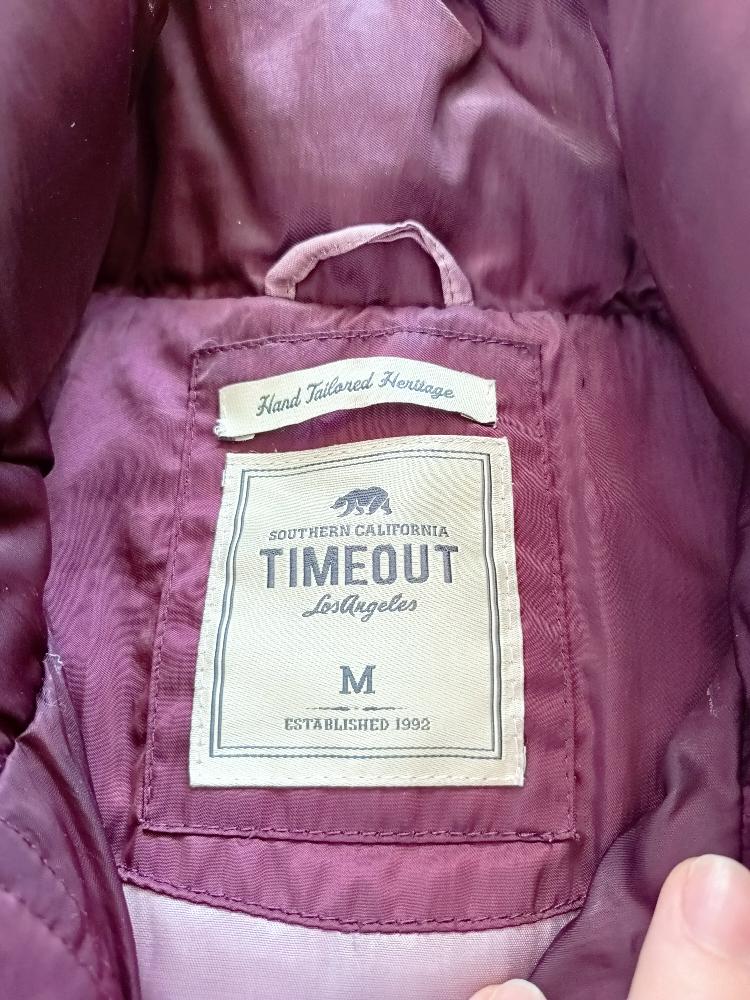 Hand Tailored Heritage
SOUTHERN CALIFORNIA
TIMEOUT
LosAngeles
M
ESTABLISHED 1992